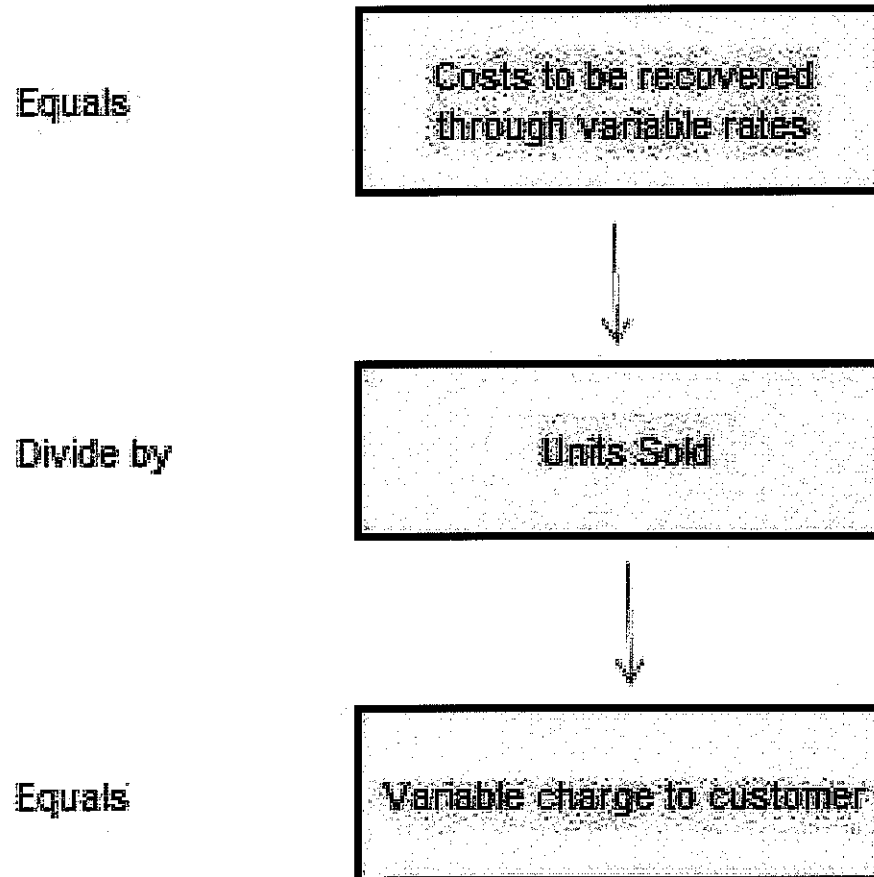 Equals
Costs to be recovered
through variable rates
Divide by
Units Sold
Equals
Variable charge to customer